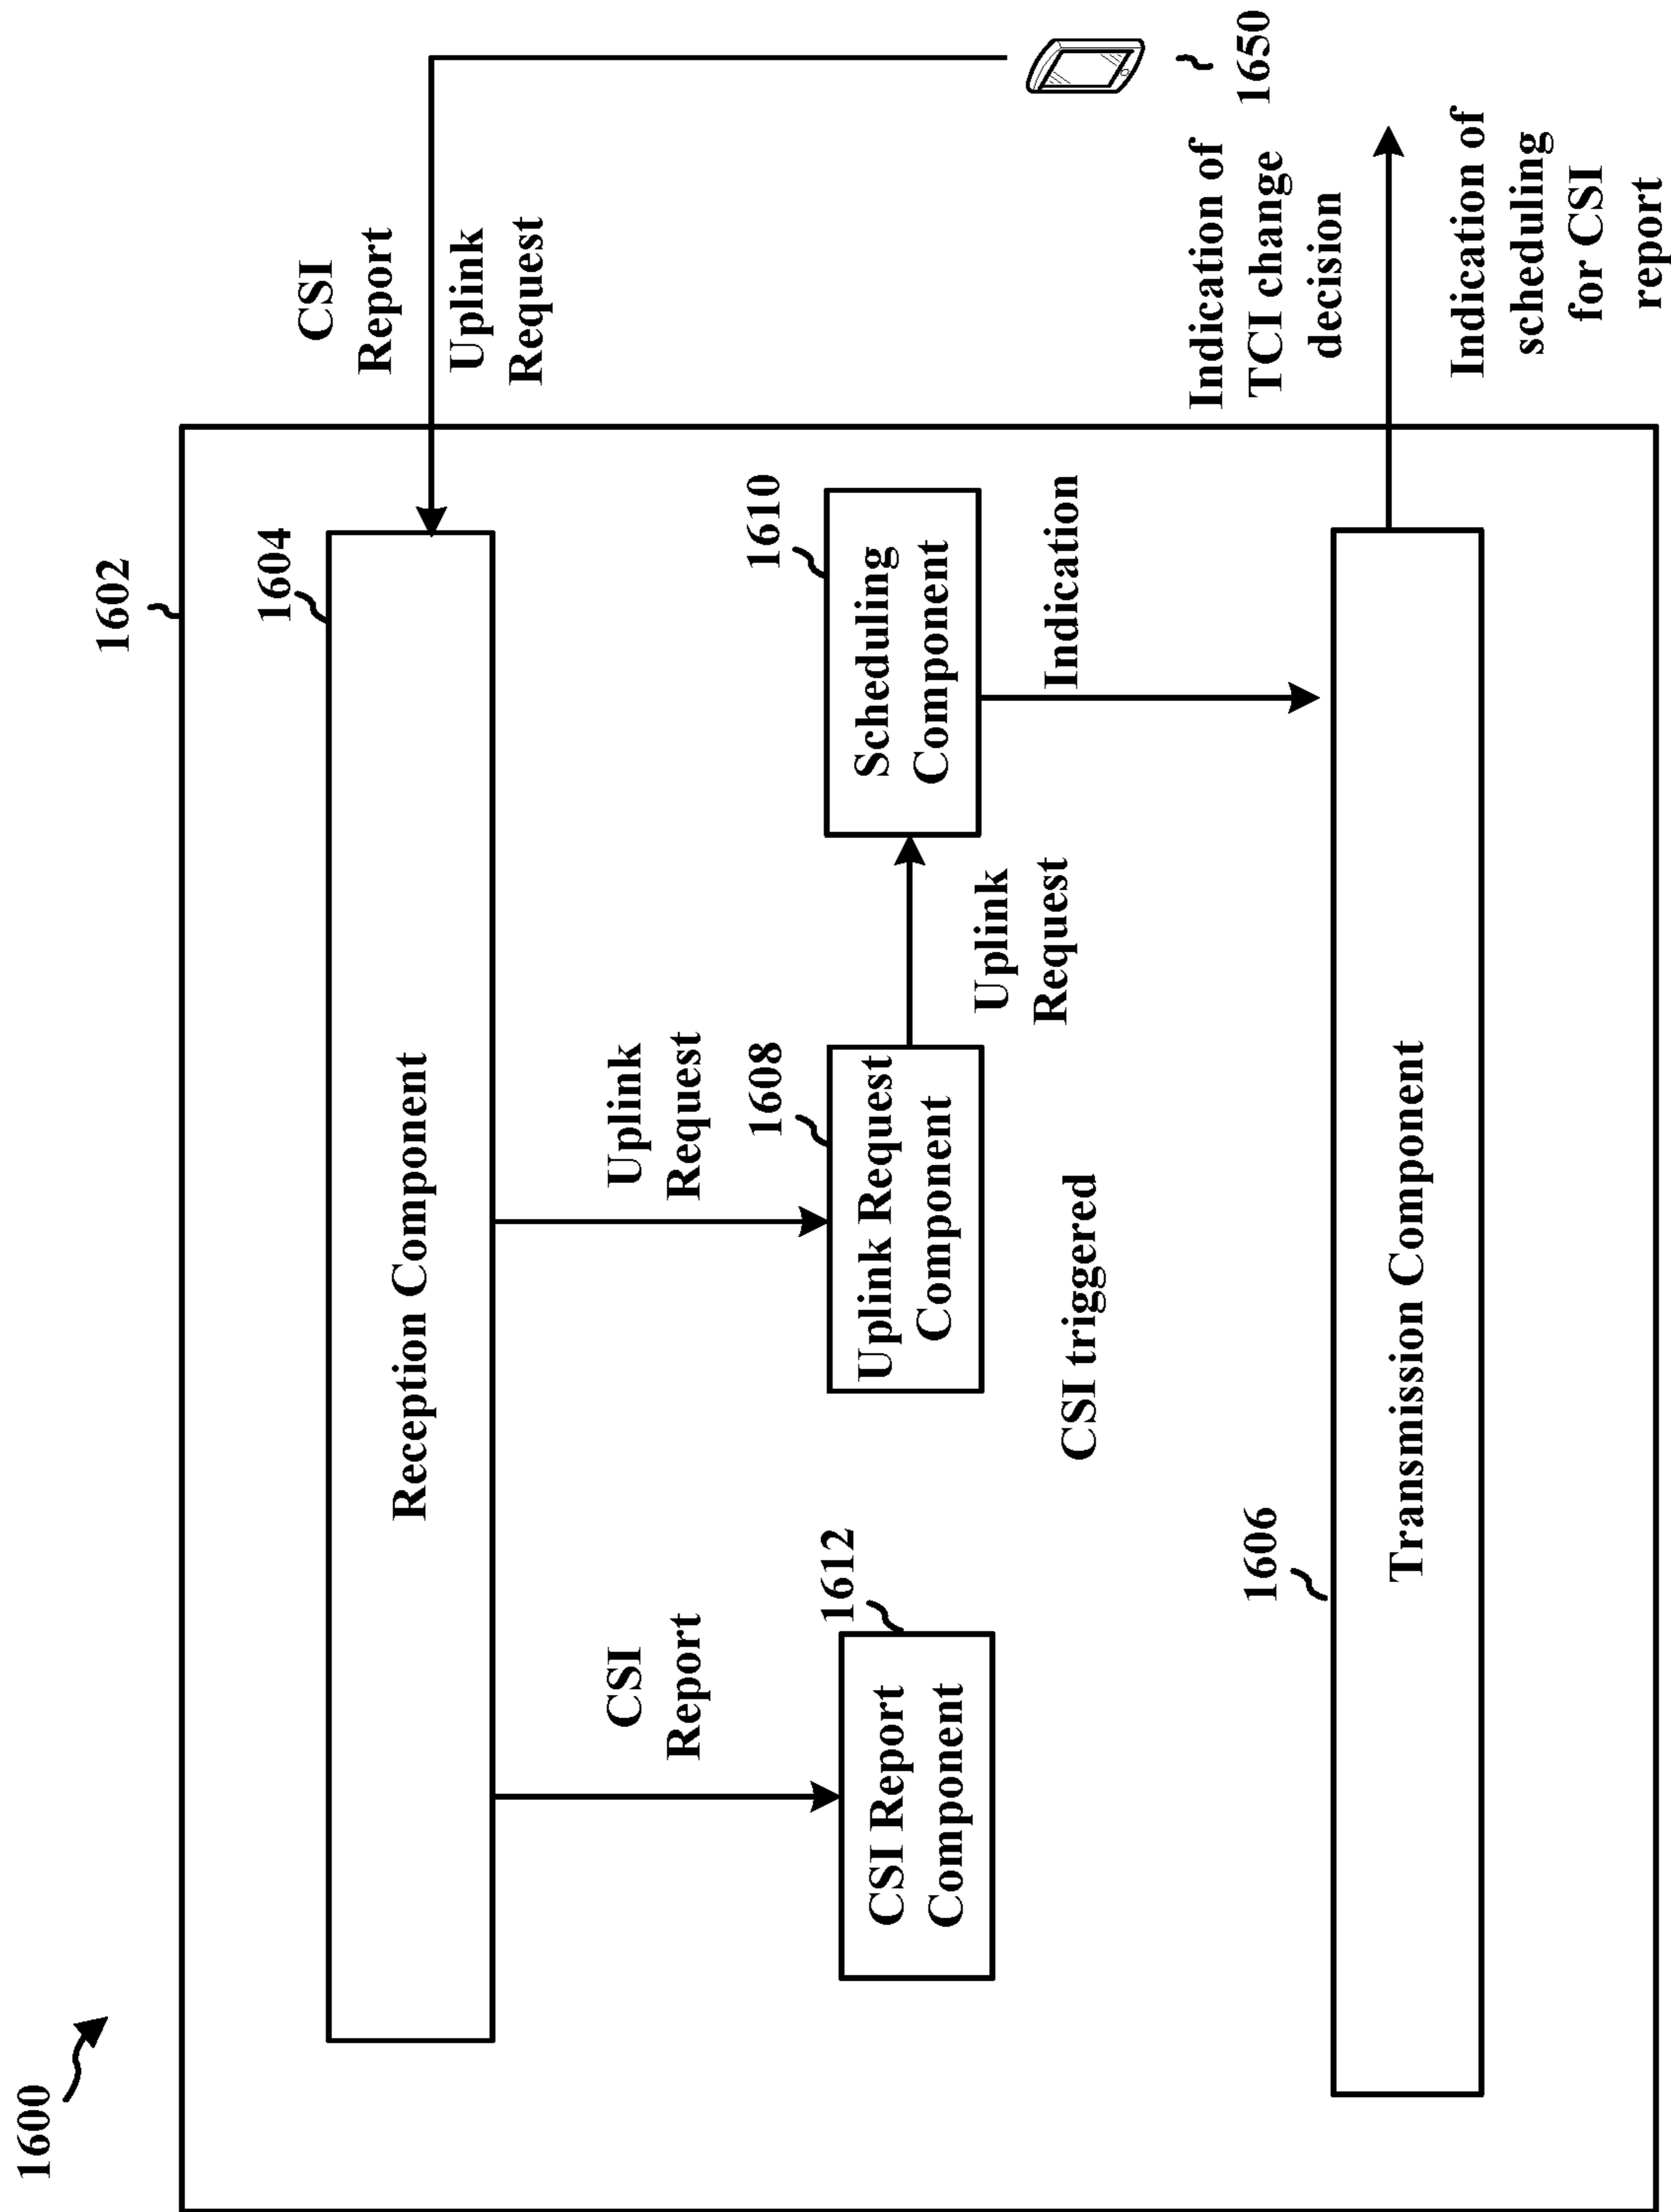 1600
1602
CSI
Report
Uplink
Request
1604
Reception Component
CSI
Report
Uplink
Request
1612
CSI Report
Component
1608
Uplink Request
Component
Uplink
Request
1610
Scheduling
Component
Indication
CSI triggered
1650
Indication of
TCI change
decision
1606
Transmission Component
Indication of
scheduling
for CSI
report